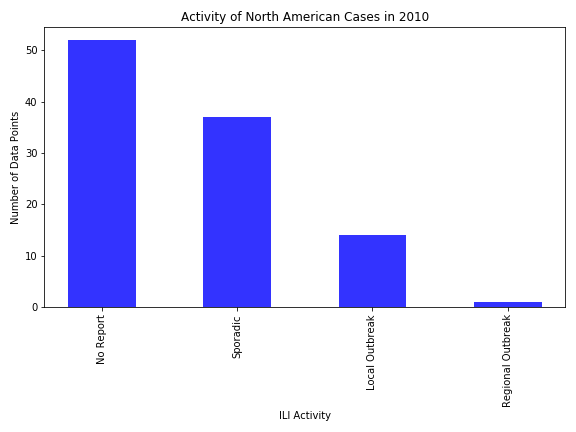 Activity of North American Cases in 2010
Number of Data Points
50
40
30
20
10
0
No Report
Sporadic
Local Outbreak
Regional Outbreak
ILI Activity